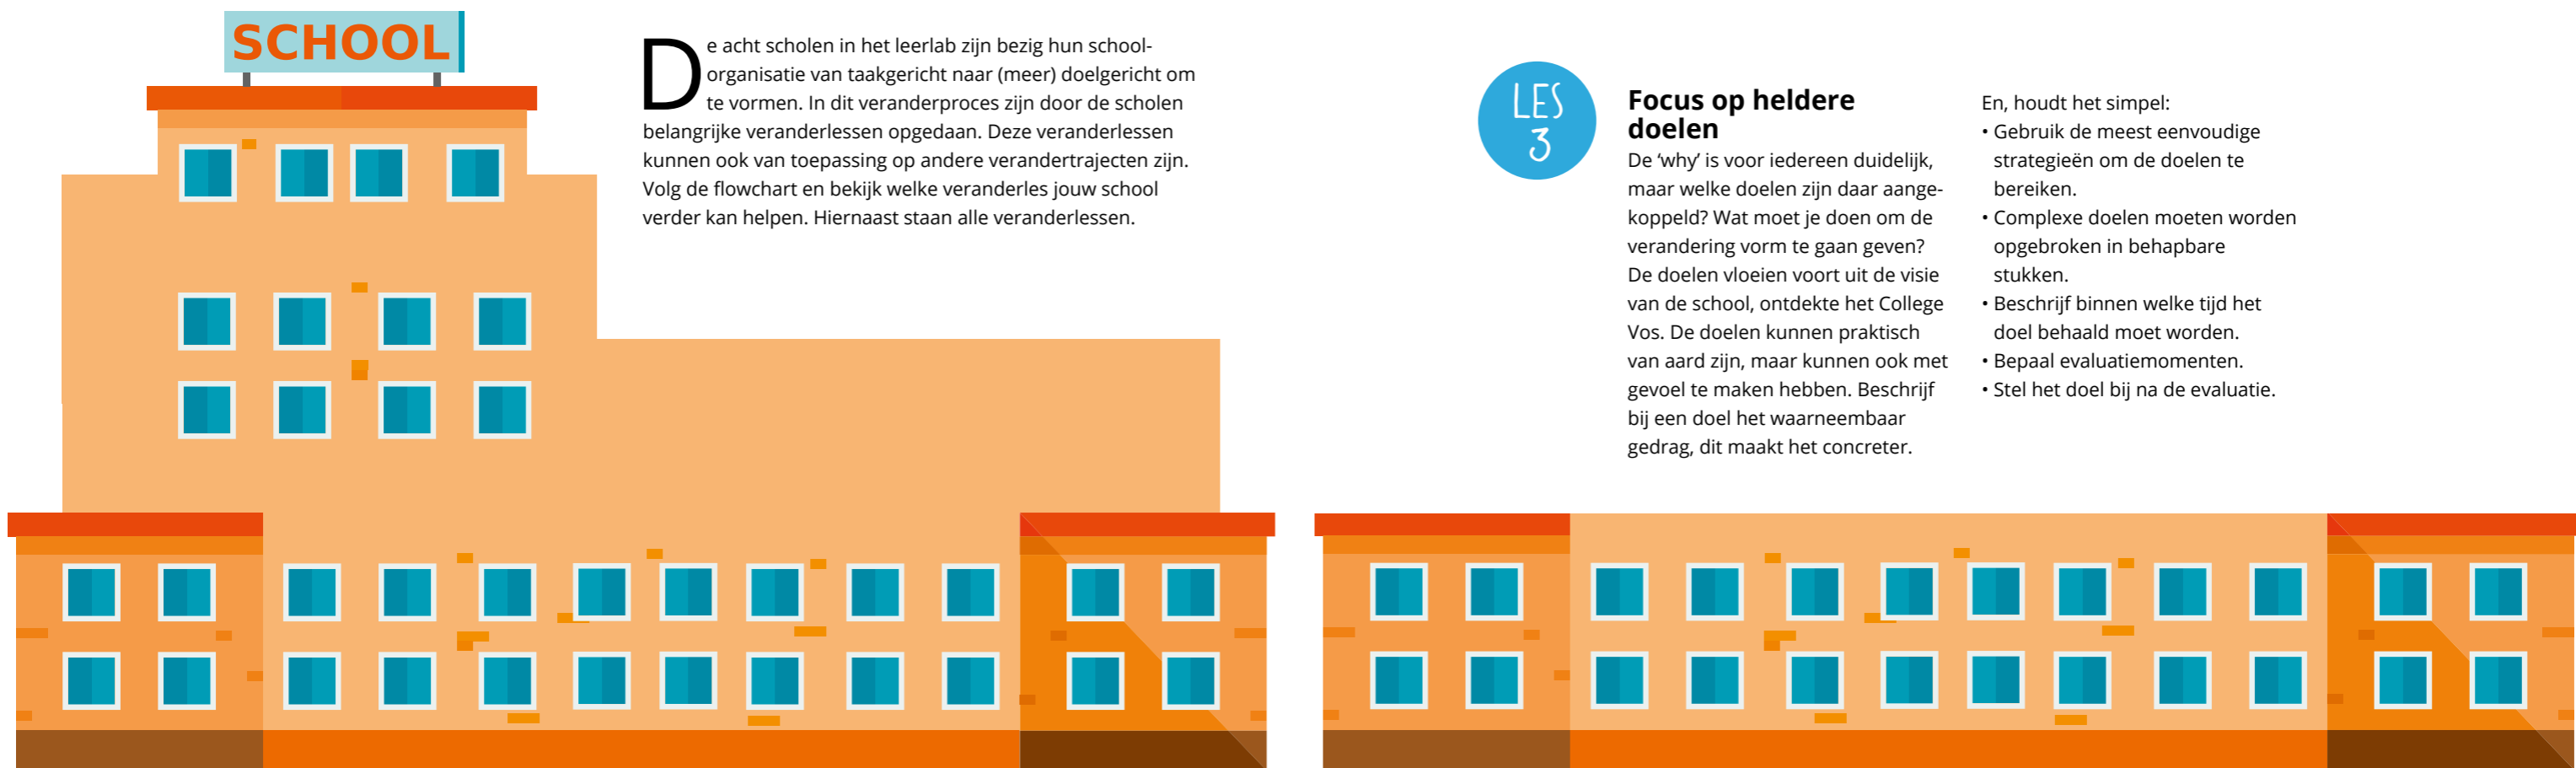 SCHOOL
De acht scholen in het leerlab zijn bezig hun school-
organisatie van taakgericht naar (meer) doelgericht om
te vormen. In dit veranderproces zijn door de scholen
belangrijke veranderlessen opgedaan. Deze veranderlessen
kunnen ook van toepassing op andere verandertrajecten zijn.
Volg de flowchart en bekijk welke veranderles jouw school
verder kan helpen. Hiernaast staan alle veranderlessen.
LES
3
Focus op heldere
doelen
De ‘why’ is voor iedereen duidelijk,
maar welke doelen zijn daar aange-
koppeld? Wat moet je doen om de
verandering vorm te gaan geven?
De doelen vloeien voort uit de visie
van de school, ontdekte het College
Vos. De doelen kunnen praktisch
van aard zijn, maar kunnen ook met
gevoel te maken hebben. Beschrijf
bij een doel het waarneembaar
gedrag, dit maakt het concreter.
En, houdt het simpel:
• Gebruik de meest eenvoudige
strategieën om de doelen te
bereiken.
• Complexe doelen moeten worden
opgebroken in behapbare
stukken.
• Beschrijf binnen welke tijd het
doel behaald moet worden.
• Bepaal evaluatiemomenten.
• Stel het doel bij na de evaluatie.